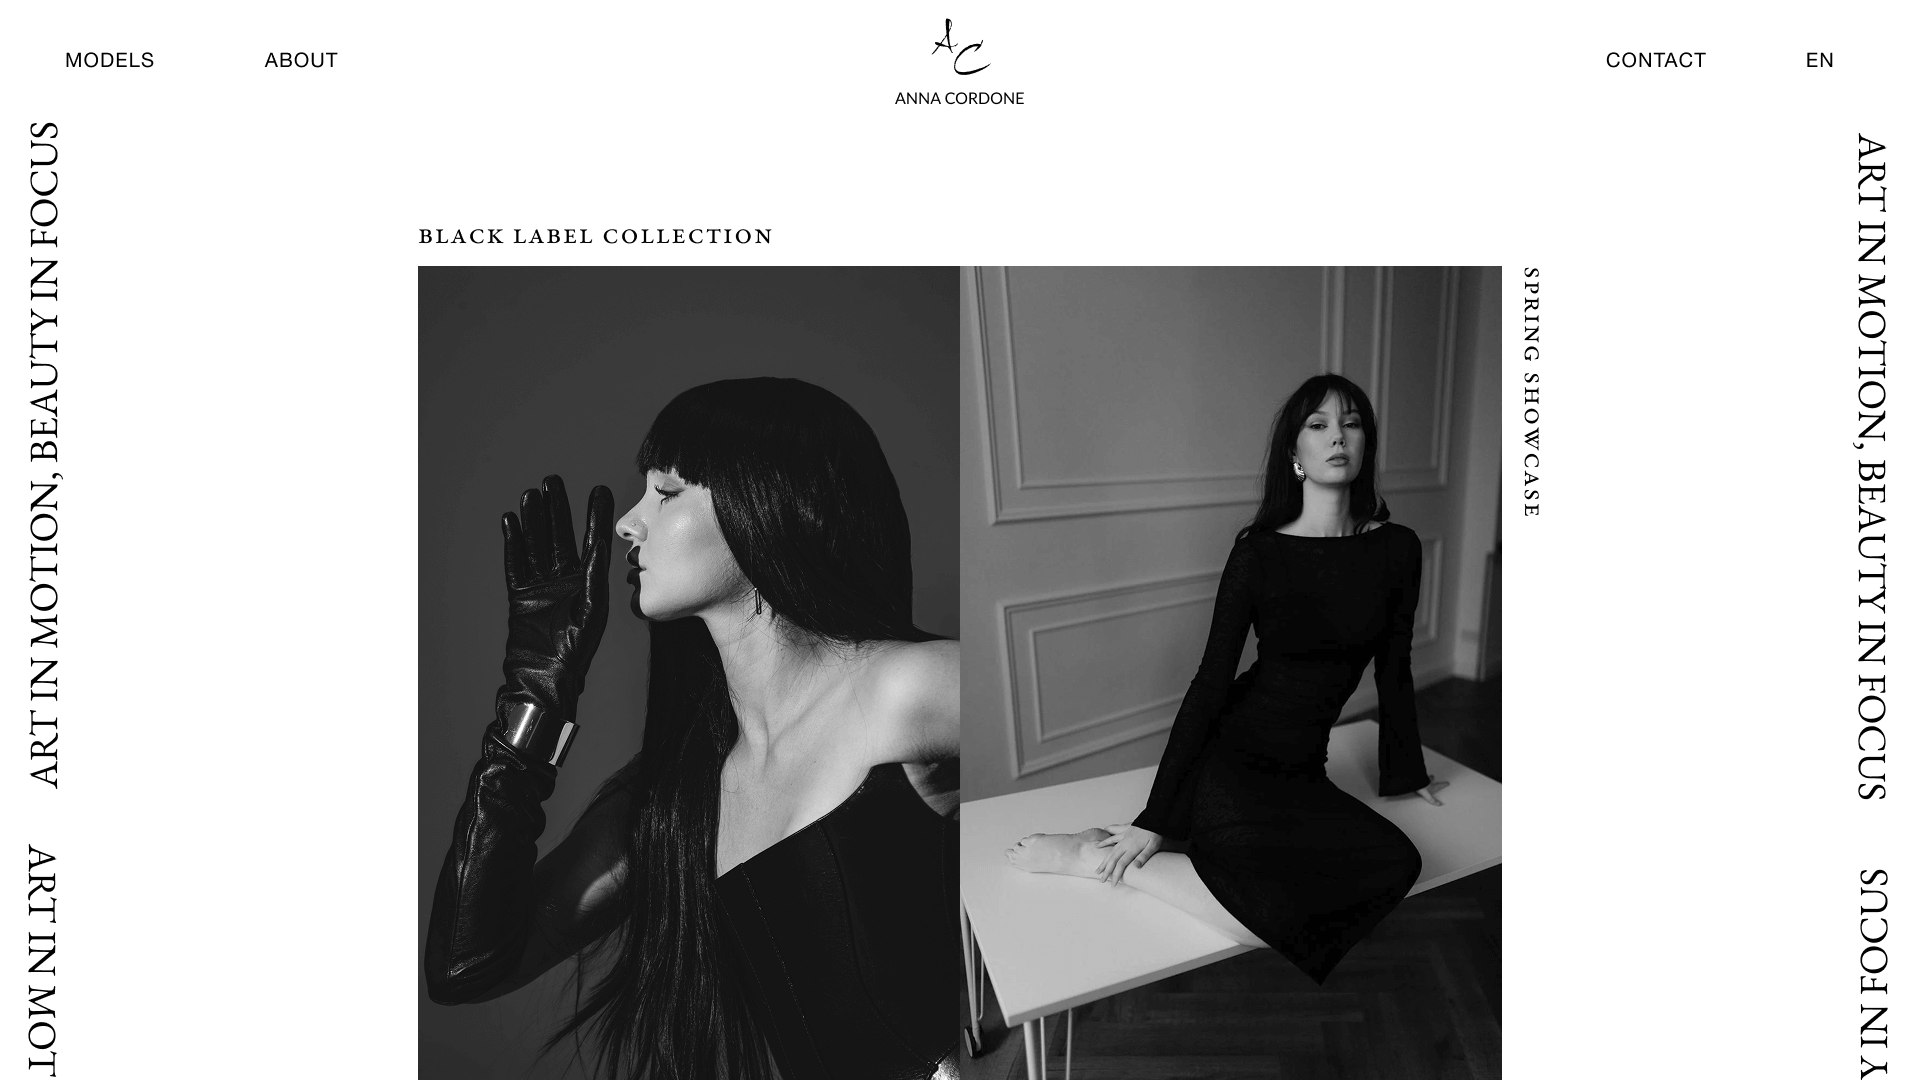 MODELS
ABOUT
AC
ANNA CORDONE
CONTACT
EN
ART IN MOTION, BEAUTY IN FOCUS
ART IN MOT
BLACK LABEL COLLECTION
SPRING SHOWCASE
ART IN MOTION, BEAUTY IN FOCUS
Y IN FOCUS